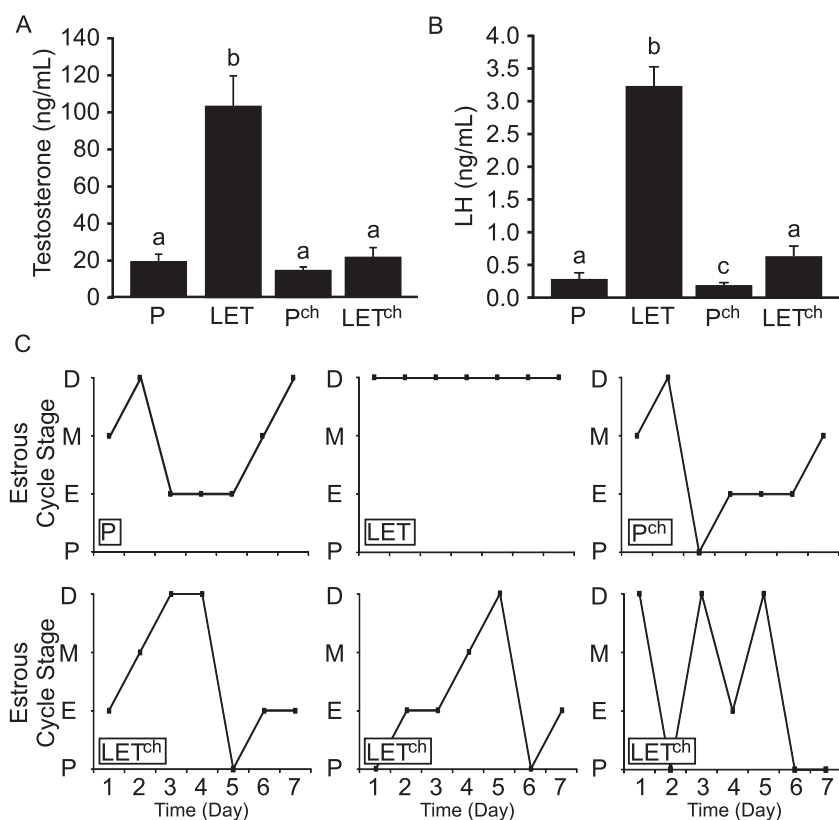 A
Testosterone (ng/mL)
140
120
100
80
60
40
20
0
a
b
a
a
P
LET
Pch
LETch
B
LH (ng/mL)
4.0
3.5
3.0
2.5
2.0
1.5
1.0
0.5
0.0
a
b
c
a
P
LET
Pch
LETch
C
Estrous
Cycle Stage
D
M
E
P
P
D
M
E
P
LET
D
M
E
P
Pch
Estrous
Cycle Stage
D
M
E
P
LETch
1 2 3 4 5 6 7
Time (Day)
D
M
E
P
LETch
1 2 3 4 5 6 7
Time (Day)
D
M
E
P
LETch
1 2 3 4 5 6 7
Time (Day)